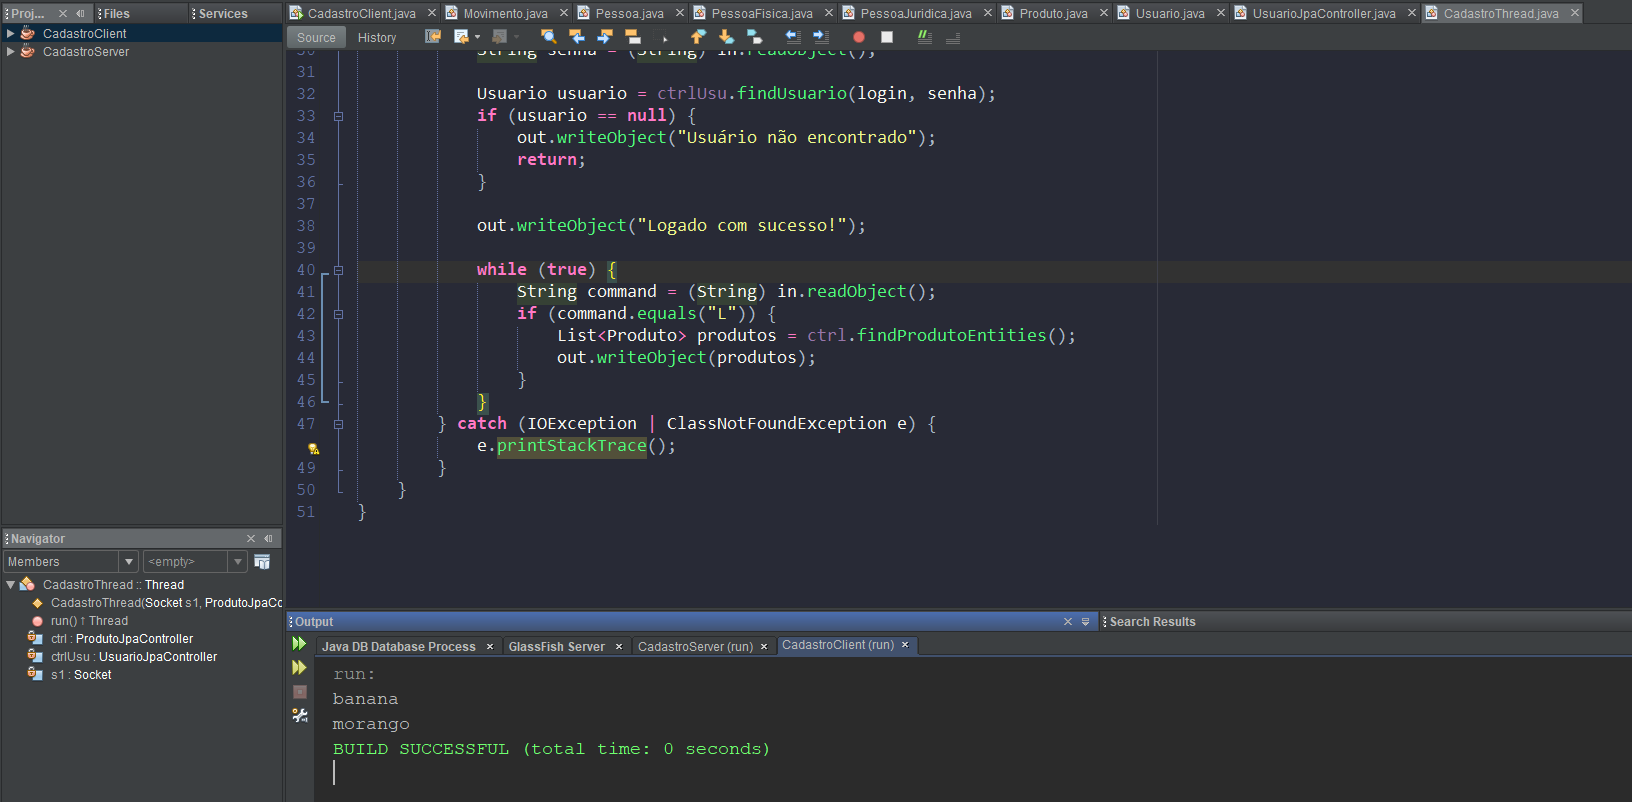 Proj...
Files
Services
CadastroClient
CadastroServer
CadastroClient.java
Movimento.java
Pessoa.java
PessoaFisica.java
PessoaJuridica.java
Produto.java
Usuario.java
UsuarioJpaController.java
CadastroThread.java
Source
History
30 String senha = (String) in.readObject();
31
32 Usuario usuario = ctrlUsu.findUsuario(login, senha);
33 if (usuario == null) {
34 out.writeObject("Usuário não encontrado");
35 return;
36 }
37
38 out.writeObject("Logado com sucesso!");
39
40 while (true) {
41 String command = (String) in.readObject();
42 if (command.equals("L")) {
43 List<Produto> produtos = ctrl.findProdutoEntities();
44 out.writeObject(produtos);
45 }
46 }
47 } catch (IOException | ClassNotFoundException e) {
e.printStackTrace();
49 }
50 }
51 }
Navigator
Members
<empty>
CadastroThread :: Thread
CadastroThread(Socket s1, ProdutoJpaCo
run() ↑ Thread
ctrl : ProdutoJpaController
ctrlUsu : UsuarioJpaController
s1 : Socket
Output
Search Results
Java DB Database Process
GlassFish Server
CadastroServer (run)
CadastroClient (run)
run:
banana
morango
BUILD SUCCESSFUL (total time: 0 seconds)